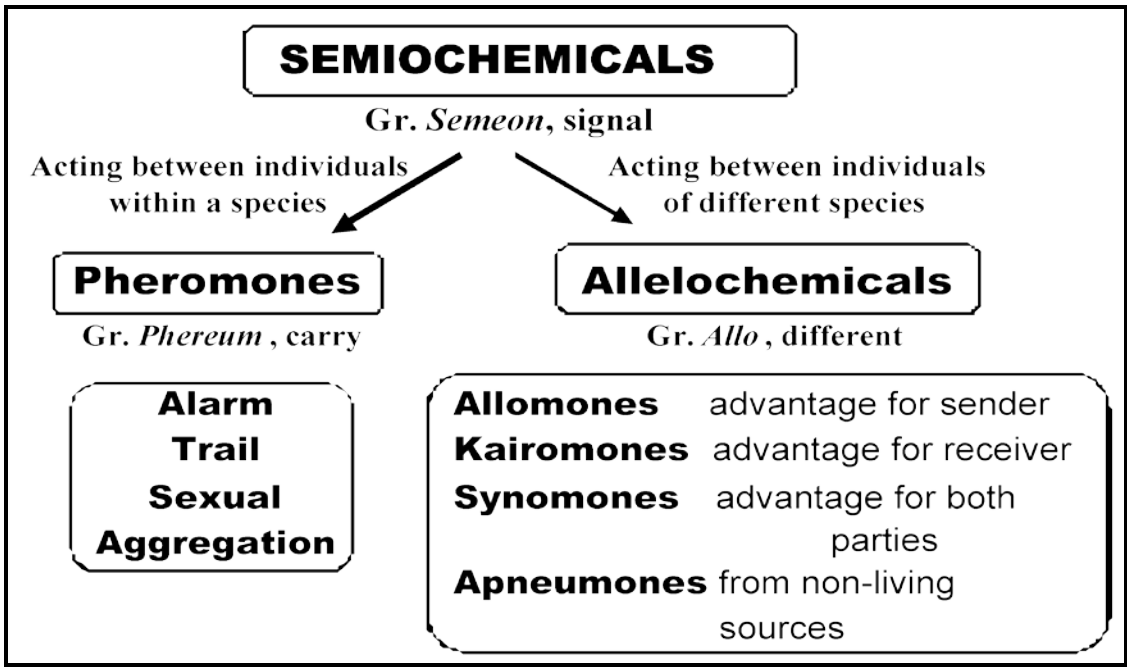 SEMIOCHEMICALS
Gr. Semeon, signal
Acting between individuals
within a species
Acting between individuals
of different species
Pheromones
Gr. Phereum , carry
Allelochemicals
Gr. Allo , different
Alarm
Trail
Sexual
Aggregation
Allomones advantage for sender
Kairomones advantage for receiver
Synomones advantage for both
parties
Apneumones from non-living
sources